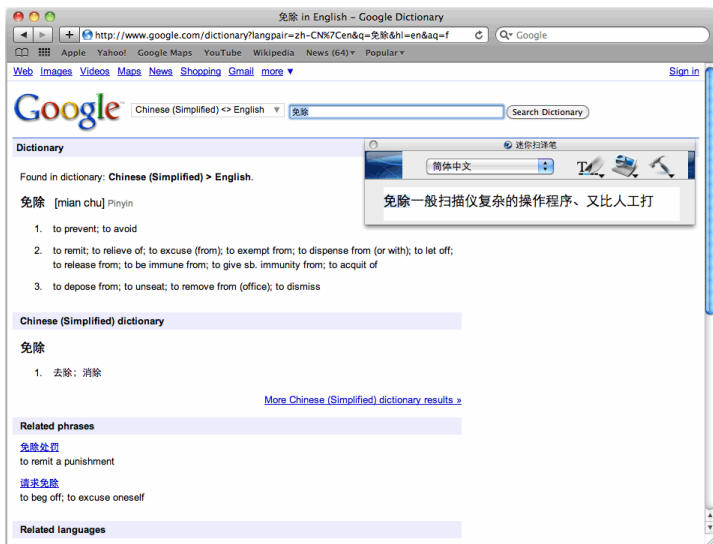 免除 in English – Google Dictionary
http://www.google.com/dictionary?langpair=zh-CN%7Cen&q=免除&hl=en&aq=f
Google
Apple Yahoo! Google Maps YouTube Wikipedia News (64) Popular
Web Images Videos Maps News Shopping Gmail more ▼
Sign in
Google
Chinese (Simplified) <> English
免除
Search Dictionary
Dictionary
Found in dictionary: Chinese (Simplified) > English.
免除 [mian chu] Pinyin
1. to prevent; to avoid
2. to remit; to relieve of; to excuse (from); to exempt from; to dispense from (or with); to let off;
to release from; to be immune from; to give sb. immunity from; to acquit of
3. to depose from; to unseat; to remove from (office); to dismiss
迷你扫译笔
简体中文
免除一般扫描仪复杂的操作程序、又比人工打
Chinese (Simplified) dictionary
免除
1. 去除；消除
More Chinese (Simplified) dictionary results »
Related phrases
免除处罚
to remit a punishment
请求免除
to beg off; to excuse oneself
Related languages